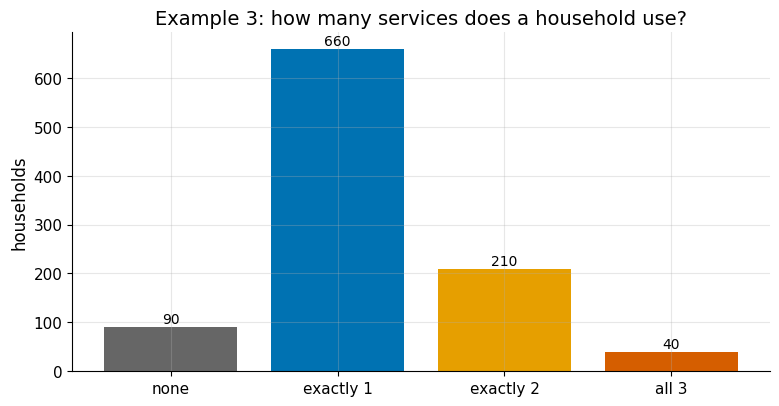 Example 3: how many services does a household use?
households
600
500
400
300
200
100
0
90
660
210
40
none
exactly 1
exactly 2
all 3